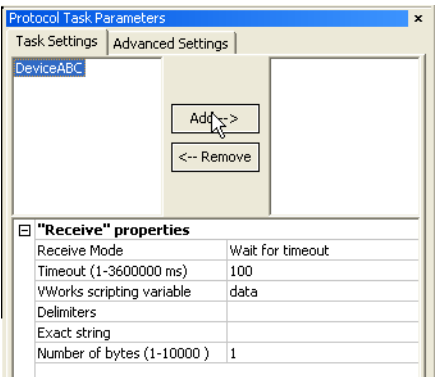 Protocol Task Parameters x
Task Settings Advanced Settings
DeviceABC
Add-->
<-- Remove
"Receive" properties
Receive Mode Wait for timeout
Timeout (1-3600000 ms) 100
VWorks scripting variable data
Delimiters
Exact string
Number of bytes (1-10000 ) 1